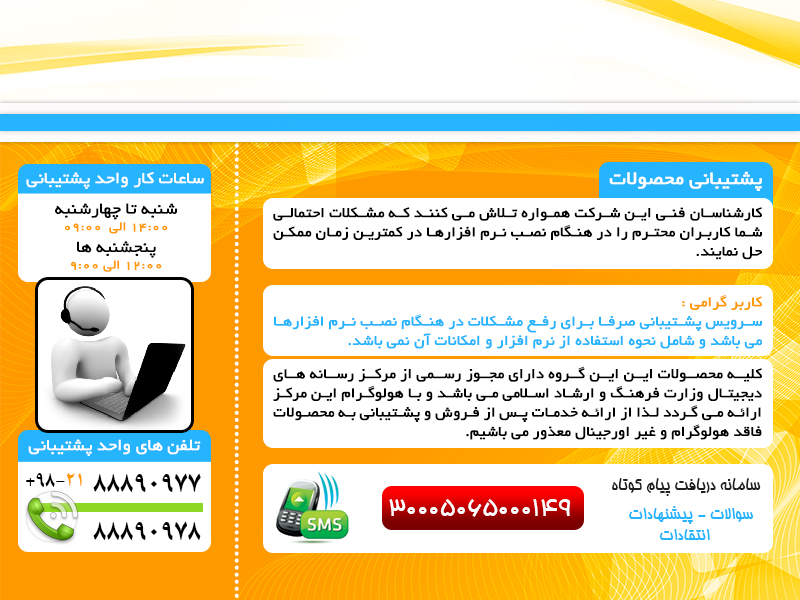 پشتیبانی محصولات
کارشناسان فنی این شرکت همواره تلاش می کنند که مشکلات احتمالی
شما کاربران محترم را در هنگام نصب نرم افزارها در کمترین زمان ممکن
حل نمایند.
کاربر گرامی :
سرویس پشتیبانی صرفا برای رفع مشکلات در هنگام نصب نرم افزارها
می باشد و شامل نحوه استفاده از نرم افزار و امکانات آن نمی باشد.
کلیه محصولات این این گروه دارای مجوز رسمی از مرکز رسانه های
دیجیتال وزارت فرهنگ و ارشاد اسلامی می باشد و با هولوگرام این مرکز
ارائه می گردد لذا از ارائه خدمات پس از فروش و پشتیبانی به محصولات
فاقد هولوگرام و غیر اورجینال معذور می باشیم.
سامانه دریافت پیام کوتاه
سوالات - پیشنهادات
انتقادات
۳۰۰۰۵۰۶۵۰۰۰۱۴۹
SMS
ساعات کار واحد پشتیبانی
شنبه تا چهارشنبه
۱۴:۰۰ الی ۰۹:۰۰
پنجشنبه ها
۱۲:۰۰ الی ۹:۰۰
تلفن های واحد پشتیبانی
+۹۸-۲۱ ۸۸۸۹۰۹۷۷
۸۸۸۹۰۹۷۸